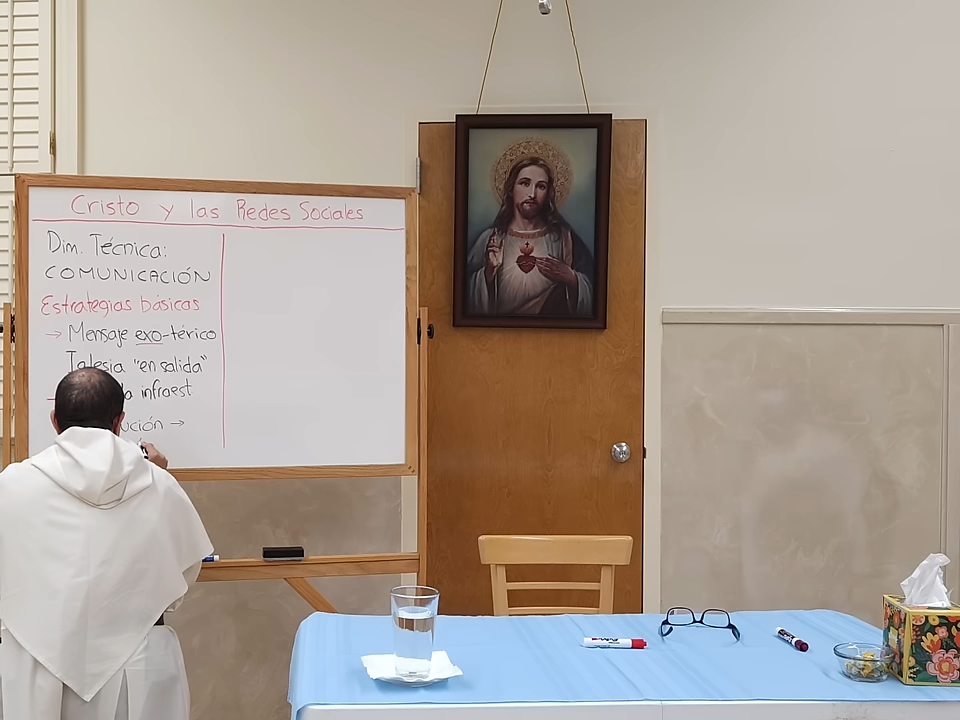 Cristo y las Redes Sociales
Dim. Técnica:
COMUNICACIÓN
Estrategias básicas
→ Mensaje exo-térico
Iglesia "en salida"
infraest
→